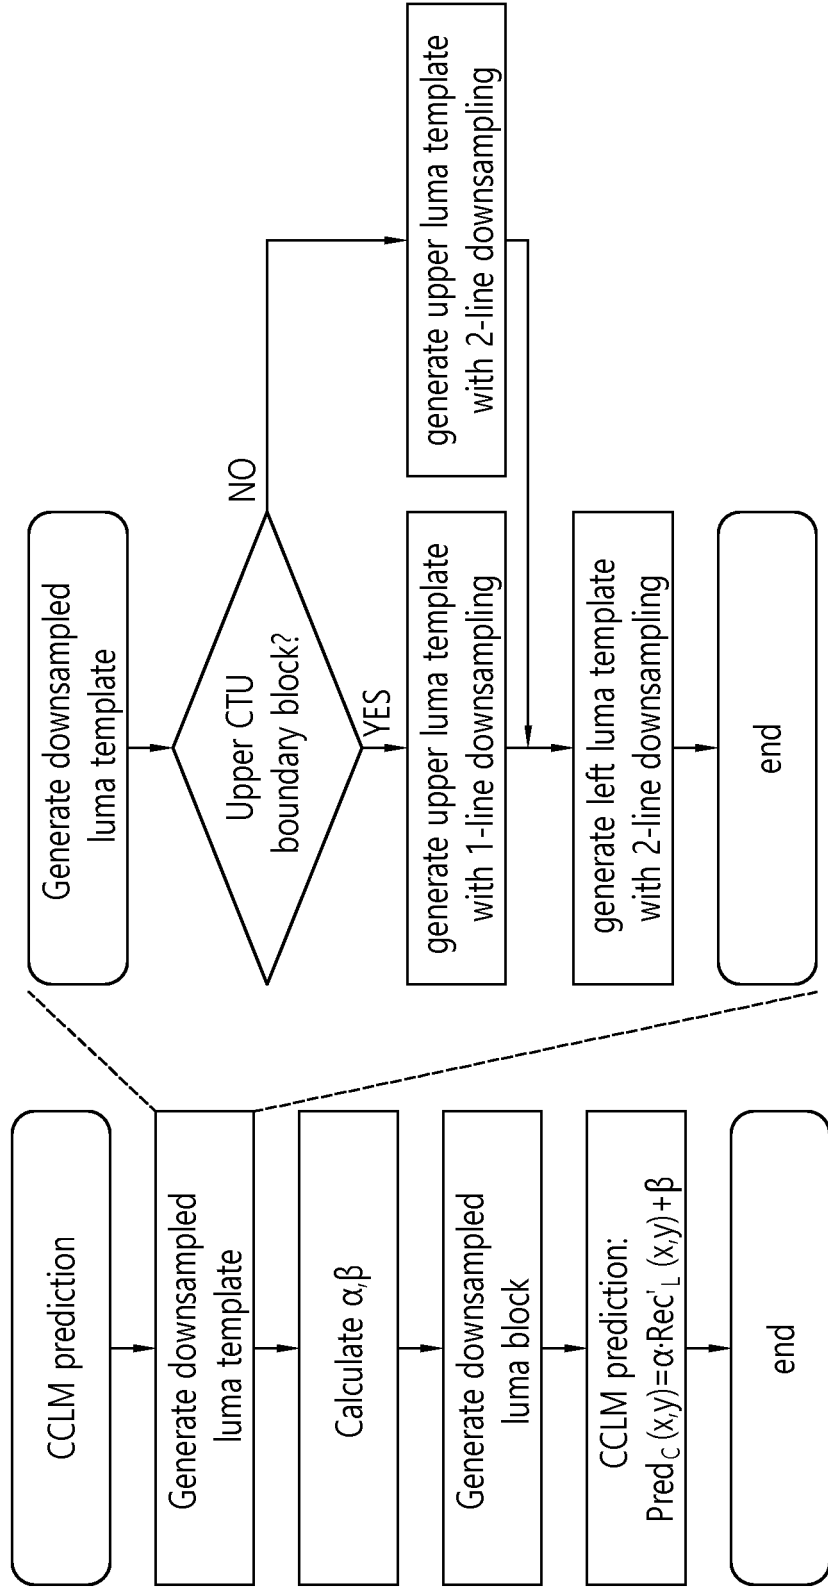 CCLM prediction
Generate downsampled
luma template
Calculate α,β
Generate downsampled
luma block
CCLM prediction:
Pred_C (x,y)=α·Rec'_L (x,y)+β
end
Generate downsampled
luma template
Upper CTU
boundary block?
NO
YES
generate upper luma template
with 1-line downsampling
generate upper luma template
with 2-line downsampling
generate left luma template
with 2-line downsampling
end